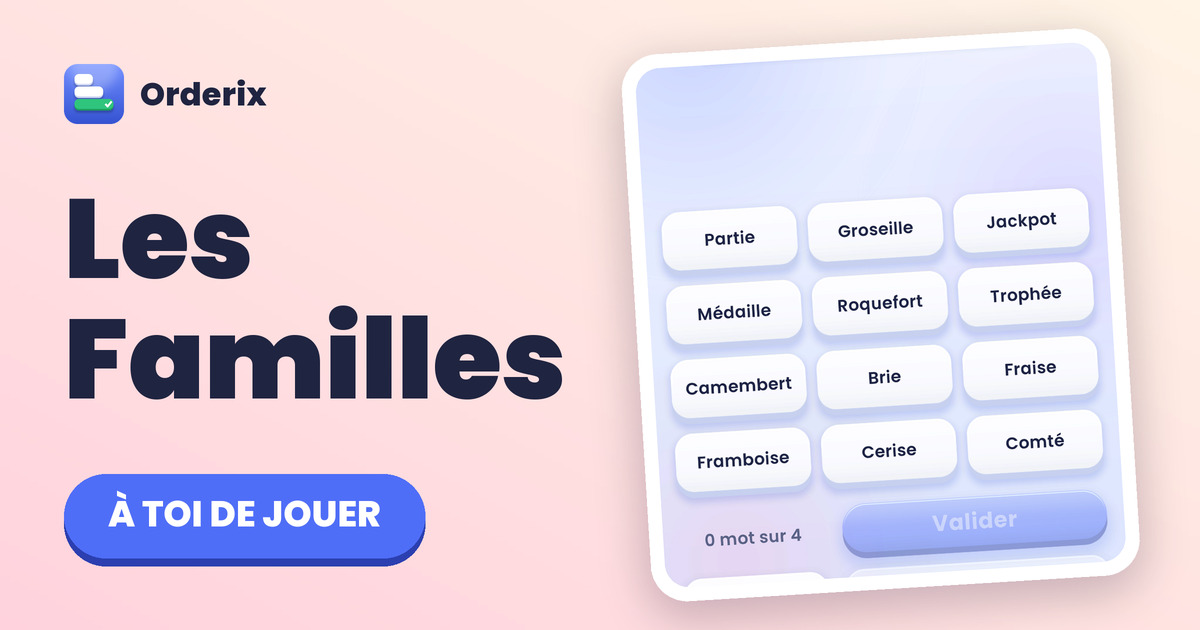 Orderix
Les
Familles
À TOI DE JOUER
Partie
Groseille
Jackpot
Médaille
Roquefort
Trophée
Camembert
Brie
Fraise
Framboise
Cerise
Comté
0 mot sur 4
Valider